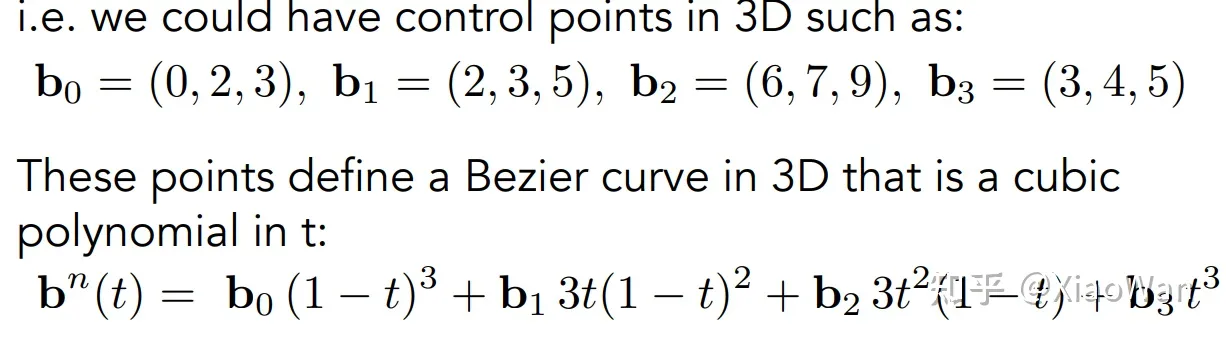 i.e. we could have control points in 3D such as:
b₀ = (0, 2, 3), b₁ = (2, 3, 5), b₂ = (6, 7, 9), b₃ = (3, 4, 5)
These points define a Bezier curve in 3D that is a cubic
polynomial in t:
bⁿ(t) = b₀ (1 − t)³ + b₁ 3t(1 − t)² + b₂ 3t²(1 − t) + b₃ t³
知乎 @XiaoWan